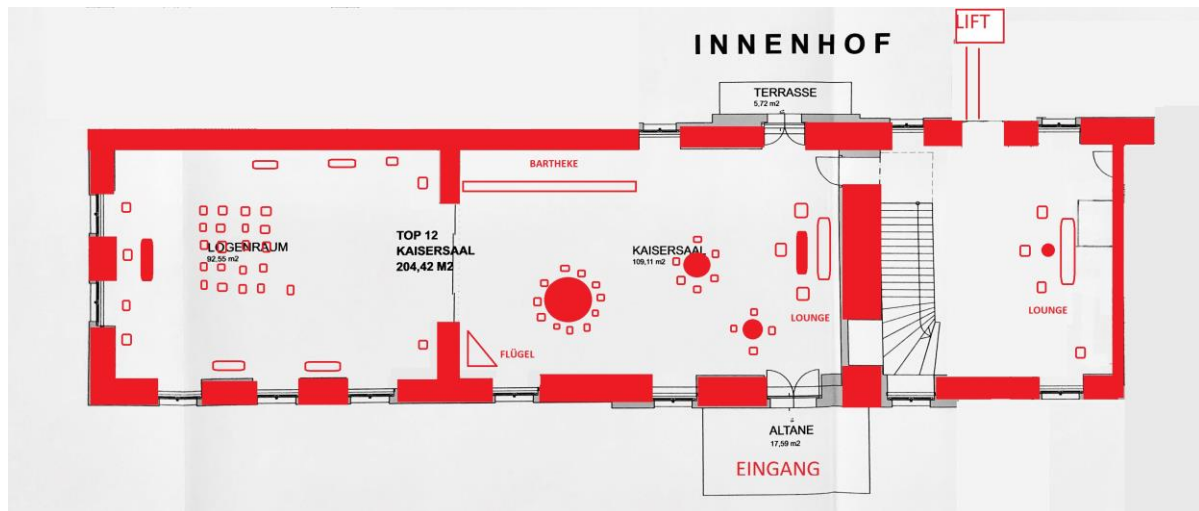 LIFT
INNENHOF
TERRASSE
5,72 m2
BARTHEKE
TOP 12
KAISERSAAL
204,42 M2
LOGENRAUM
92,55 m2
KAISERSAAL
109,11 m2
LOUNGE
LOUNGE
FLÜGEL
ALTANE
17,59 m2
EINGANG